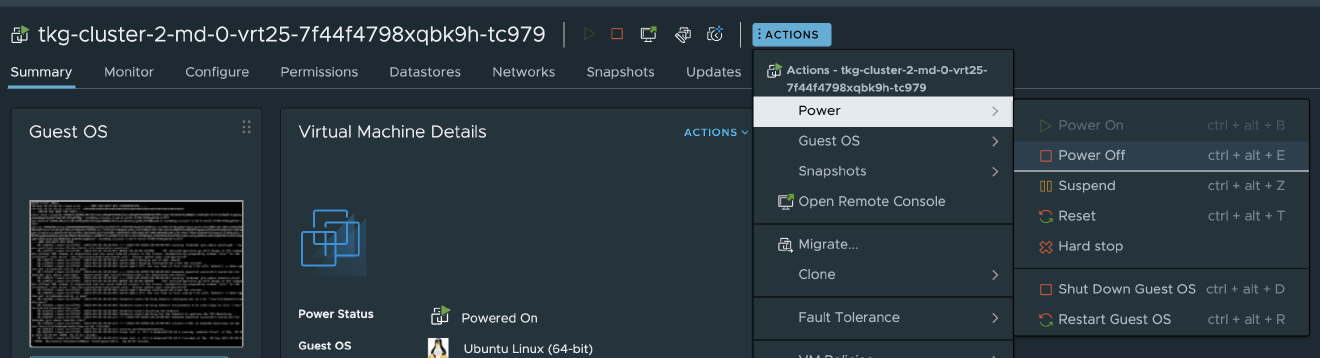 tkg-cluster-2-md-0-vrt25-7f44f4798xqbk9h-tc979
ACTIONS
Summary
Monitor
Configure
Permissions
Datastores
Networks
Snapshots
Updates
Guest OS
Virtual Machine Details
ACTIONS
Power Status
Powered On
Guest OS
Ubuntu Linux (64-bit)
Actions - tkg-cluster-2-md-0-vrt25-
7f44f4798xqbk9h-tc979
Power
Guest OS
Snapshots
Open Remote Console
Migrate...
Clone
Fault Tolerance
VM Policies
Power On ctrl + alt + B
Power Off ctrl + alt + E
Suspend ctrl + alt + Z
Reset ctrl + alt + T
Hard stop
Shut Down Guest OS ctrl + alt + D
Restart Guest OS ctrl + alt + R